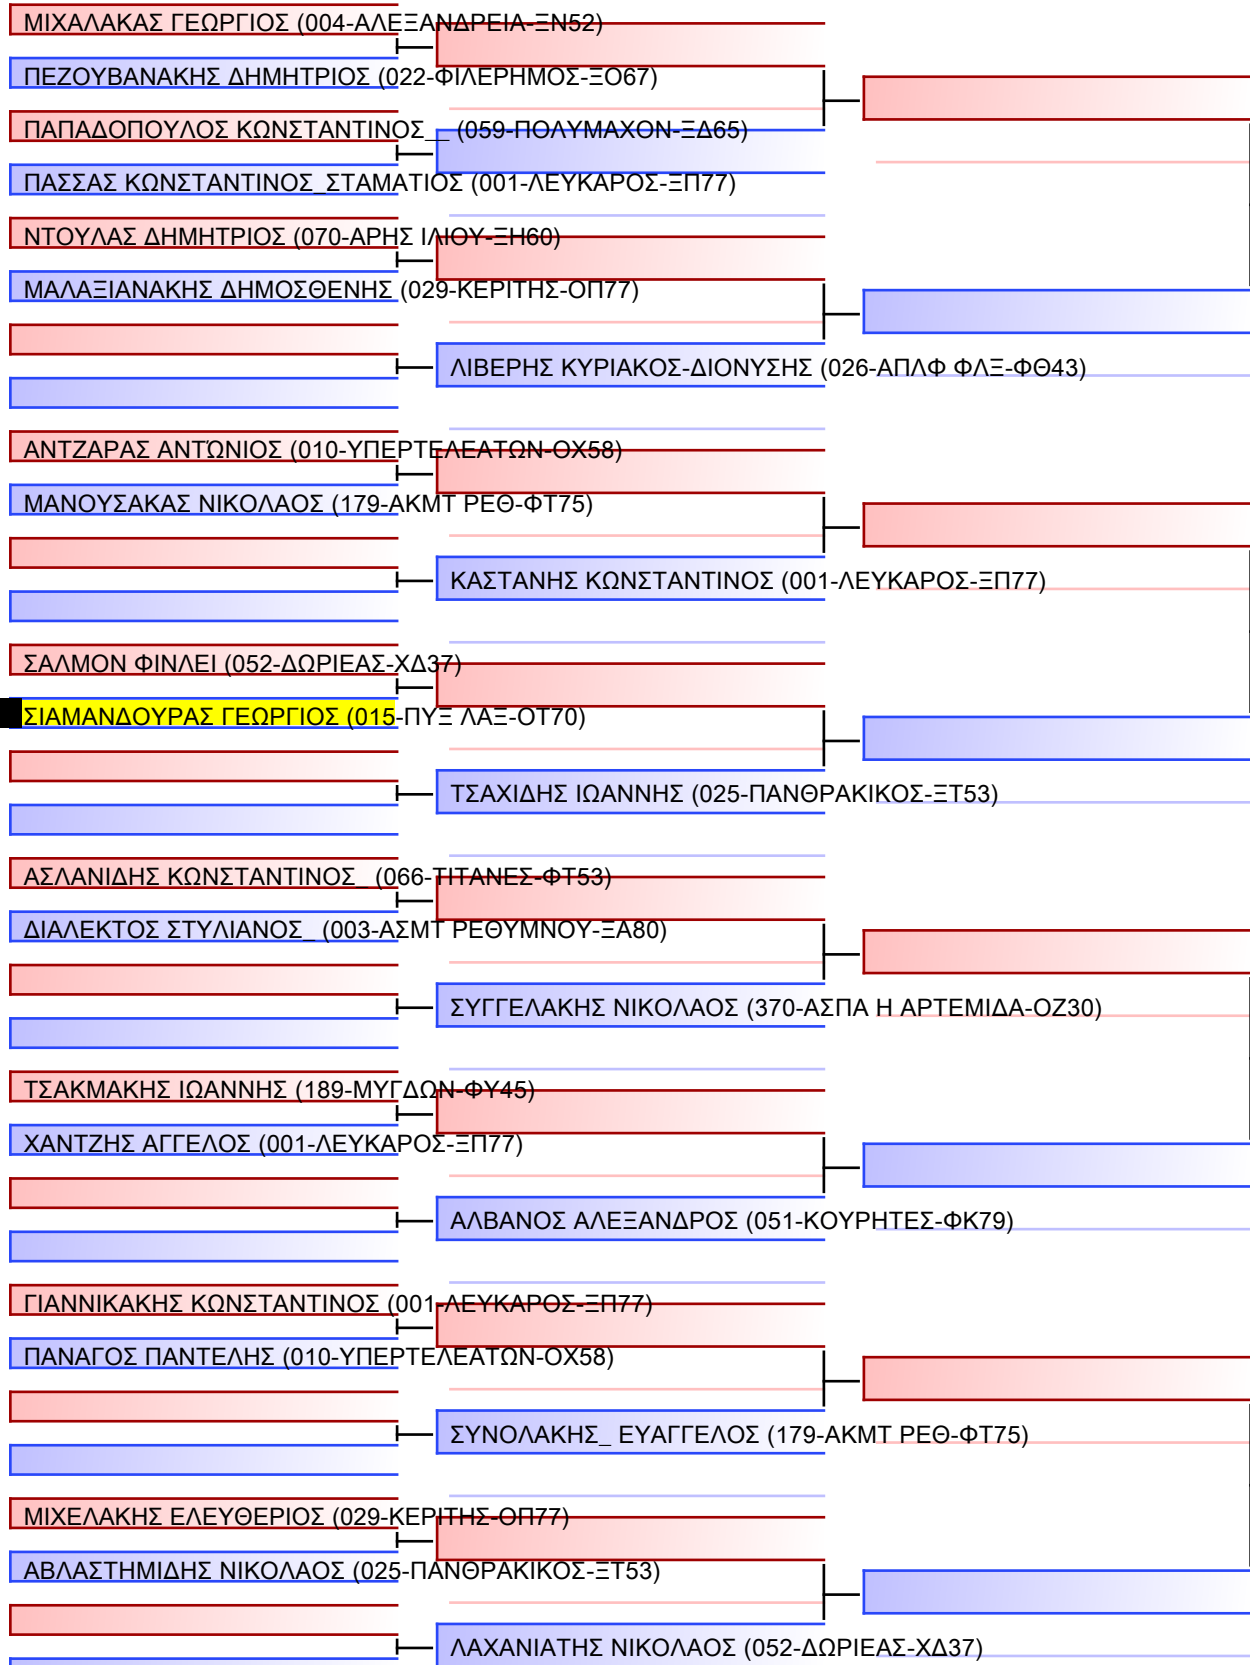 ΜΙΧΑΛΑΚΑΣ ΓΕΩΡΓΙΟΣ (004-ΑΛΕΞΑΝΔΡΕΙΑ-ΞΝ52)
ΠΕΖΟΥΒΑΝΑΚΗΣ ΔΗΜΗΤΡΙΟΣ (022-ΦΙΛΕΡΗΜΟΣ-ΞΟ67)
ΠΑΠΑΔΟΠΟΥΛΟΣ ΚΩΝΣΤΑΝΤΙΝΟΣ__ (059-ΠΟΛΥΜΑΧΟΝ-ΞΔ65)
ΠΑΣΣΑΣ ΚΩΝΣΤΑΝΤΙΝΟΣ_ΣΤΑΜΑΤΙΟΣ (001-ΛΕΥΚΑΡΟΣ-ΞΠ77)
ΝΤΟΥΛΑΣ ΔΗΜΗΤΡΙΟΣ (070-ΑΡΗΣ ΙΛΙΟΥ-ΞΗ60)
ΜΑΛΑΞΙΑΝΑΚΗΣ ΔΗΜΟΣΘΕΝΗΣ (029-ΚΕΡΙΤΗΣ-ΟΠ77)
ΛΙΒΕΡΗΣ ΚΥΡΙΑΚΟΣ-ΔΙΟΝΥΣΗΣ (026-ΑΠΛΦ ΦΛΞ-ΦΘ43)
ΑΝΤΖΑΡΑΣ ΑΝΤΏΝΙΟΣ (010-ΥΠΕΡΤΕΛΕΑΤΩΝ-ΟΧ58)
ΜΑΝΟΥΣΑΚΑΣ ΝΙΚΟΛΑΟΣ (179-ΑΚΜΤ ΡΕΘ-ΦΤ75)
ΚΑΣΤΑΝΗΣ ΚΩΝΣΤΑΝΤΙΝΟΣ (001-ΛΕΥΚΑΡΟΣ-ΞΠ77)
ΣΑΛΜΟΝ ΦΙΝΛΕΙ (052-ΔΩΡΙΕΑΣ-ΧΔ37)
ΣΙΑΜΑΝΔΟΥΡΑΣ ΓΕΩΡΓΙΟΣ (015-ΠΥΞ ΛΑΞ-ΟΤ70)
ΤΣΑΧΙΔΗΣ ΙΩΑΝΝΗΣ (025-ΠΑΝΘΡΑΚΙΚΟΣ-ΞΤ53)
ΑΣΛΑΝΙΔΗΣ ΚΩΝΣΤΑΝΤΙΝΟΣ_ (066-ΤΙΤΑΝΕΣ-ΦΤ53)
ΔΙΑΛΕΚΤΟΣ ΣΤΥΛΙΑΝΟΣ_ (003-ΑΣΜΤ ΡΕΘΥΜΝΟΥ-ΞΑ80)
ΣΥΓΓΕΛΑΚΗΣ ΝΙΚΟΛΑΟΣ (370-ΑΣΠΑ Η ΑΡΤΕΜΙΔΑ-ΟΖ30)
ΤΣΑΚΜΑΚΗΣ ΙΩΑΝΝΗΣ (189-ΜΥΓΔΩΝ-ΦΥ45)
ΧΑΝΤΖΗΣ ΑΓΓΕΛΟΣ (001-ΛΕΥΚΑΡΟΣ-ΞΠ77)
ΑΛΒΑΝΟΣ ΑΛΕΞΑΝΔΡΟΣ (051-ΚΟΥΡΗΤΕΣ-ΦΚ79)
ΓΙΑΝΝΙΚΑΚΗΣ ΚΩΝΣΤΑΝΤΙΝΟΣ (001-ΛΕΥΚΑΡΟΣ-ΞΠ77)
ΠΑΝΑΓΟΣ ΠΑΝΤΕΛΗΣ (010-ΥΠΕΡΤΕΛΕΑΤΩΝ-ΟΧ58)
ΣΥΝΟΛΑΚΗΣ_ ΕΥΑΓΓΕΛΟΣ (179-ΑΚΜΤ ΡΕΘ-ΦΤ75)
ΜΙΧΕΛΑΚΗΣ ΕΛΕΥΘΕΡΙΟΣ (029-ΚΕΡΙΤΗΣ-ΟΠ77)
ΑΒΛΑΣΤΗΜΙΔΗΣ ΝΙΚΟΛΑΟΣ (025-ΠΑΝΘΡΑΚΙΚΟΣ-ΞΤ53)
ΛΑΧΑΝΙΑΤΗΣ ΝΙΚΟΛΑΟΣ (052-ΔΩΡΙΕΑΣ-ΧΔ37)